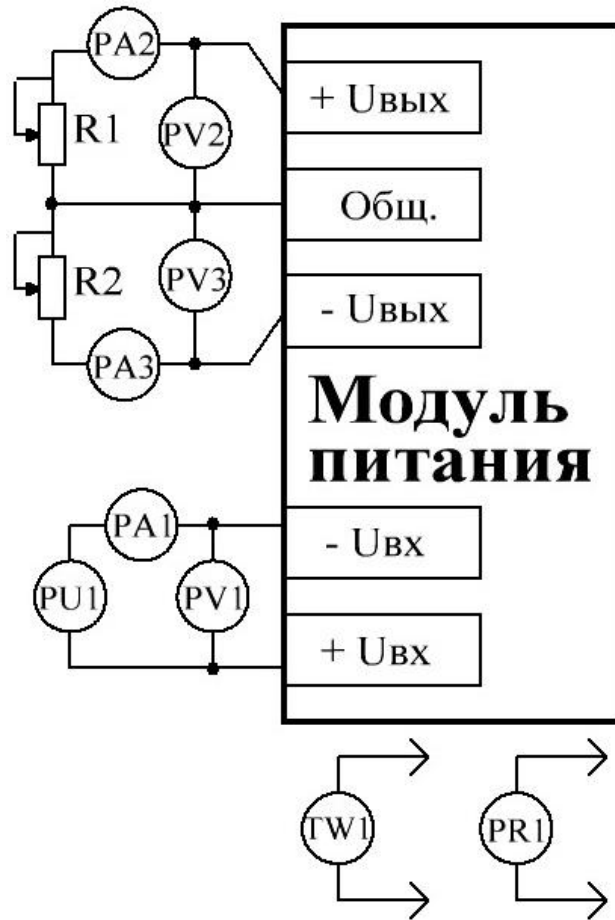 PA2
+ Uвых
R1
PV2
Общ.
R2
PV3
- Uвых
PA3
Модуль
питания
PA1
- Uвх
PU1
PV1
+ Uвх
TW1
PR1